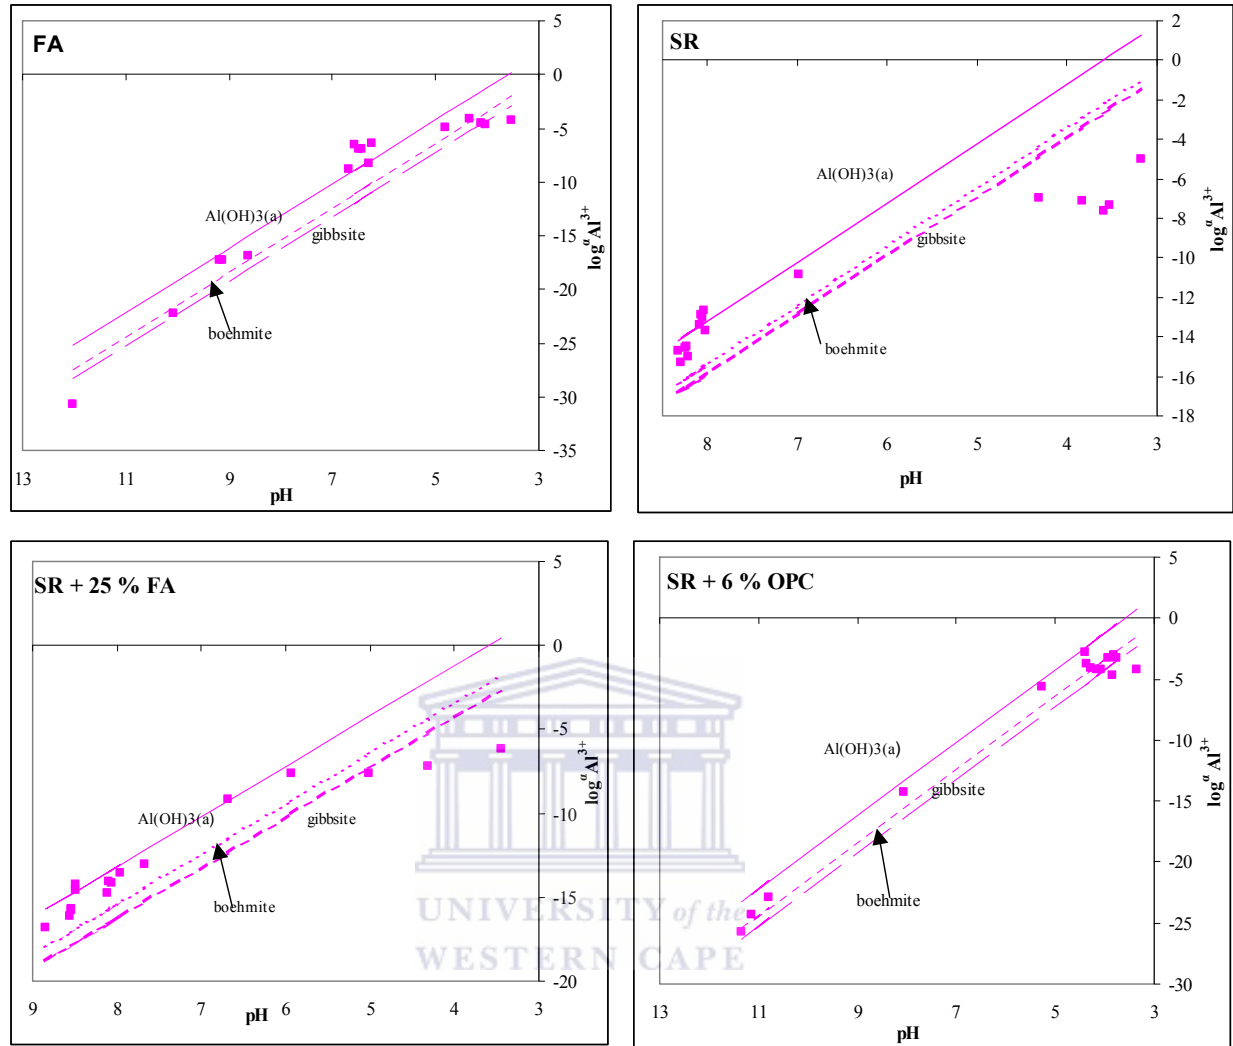 FA
5
0
-5
-10
-15
-20
-25
-30
-35
Al(OH)3(a)
gibbsite
boehmite
log α Al3+
13 11 9 7 5 3
pH
SR
2
0
-2
-4
-6
-8
-10
-12
-14
-16
-18
Al(OH)3(a)
gibbsite
boehmite
log α Al3+
8 7 6 5 4 3
pH
SR + 25 % FA
5
0
-5
-10
-15
-20
Al(OH)3(a)
gibbsite
boehmite
log α Al3+
9 8 7 6 5 4 3
pH
SR + 6 % OPC
5
0
-5
-10
-15
-20
-25
-30
Al(OH)3(a)
gibbsite
boehmite
log α Al3+
13 11 9 7 5 3
pH
UNIVERSITY of the
WESTERN CAPE